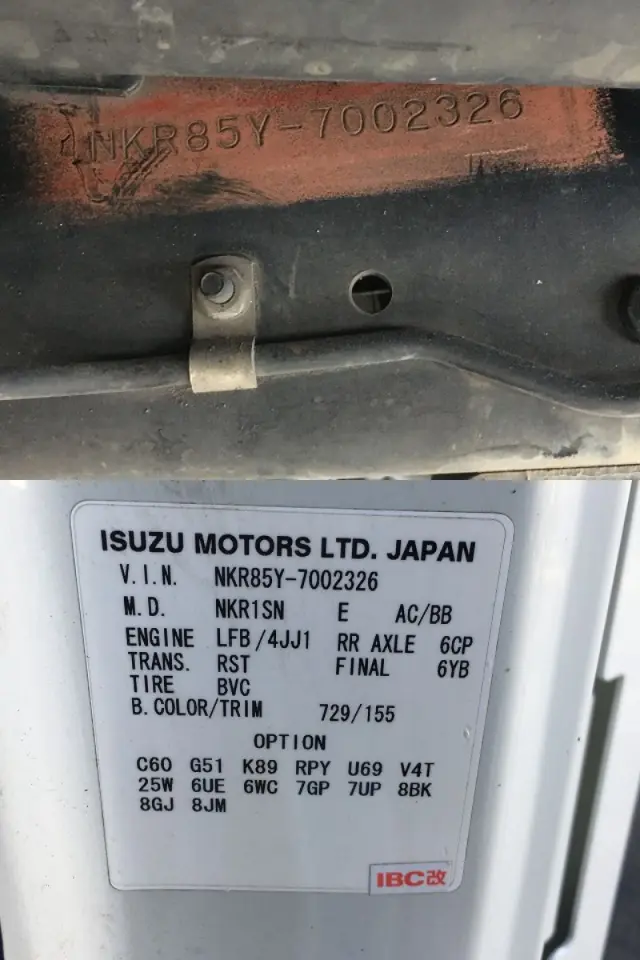 NKR85Y-7002326
ISUZU MOTORS LTD. JAPAN
V.I.N. NKR85Y-7002326
M.D. NKR1SN E AC/BB
ENGINE LFB/4JJ1 RR AXLE 6CP
TRANS. RST FINAL 6YB
TIRE BVC
B.COLOR/TRIM 729/155
OPTION
C60 G51 K89 RPY U69 V4T
25W 6UE 6WC 7GP 7UP 8BK
8GJ 8JM
IBC改